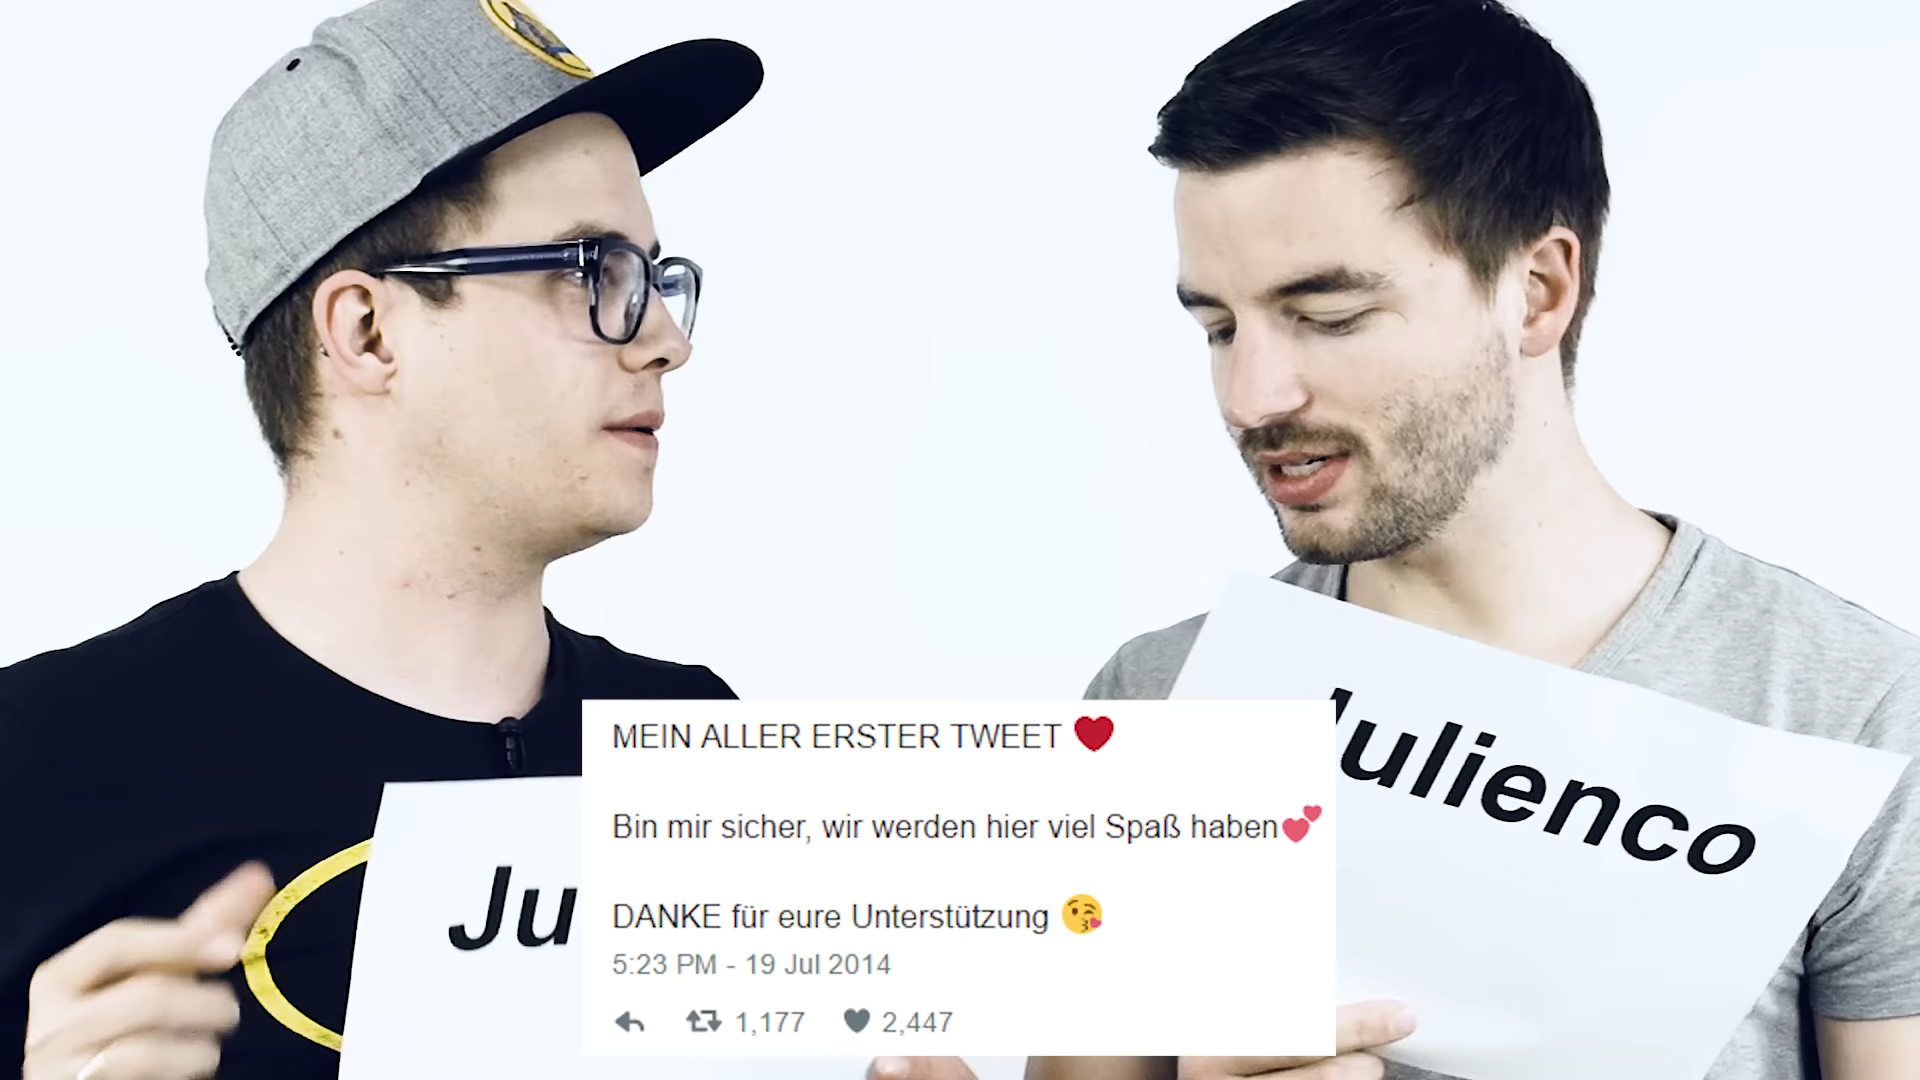 MEIN ALLER ERSTER TWEET ❤
Bin mir sicher, wir werden hier viel Spaß haben💕
DANKE für eure Unterstützung 😘
5:23 PM - 19 Jul 2014
1,177 2,447
Ju
Julienco